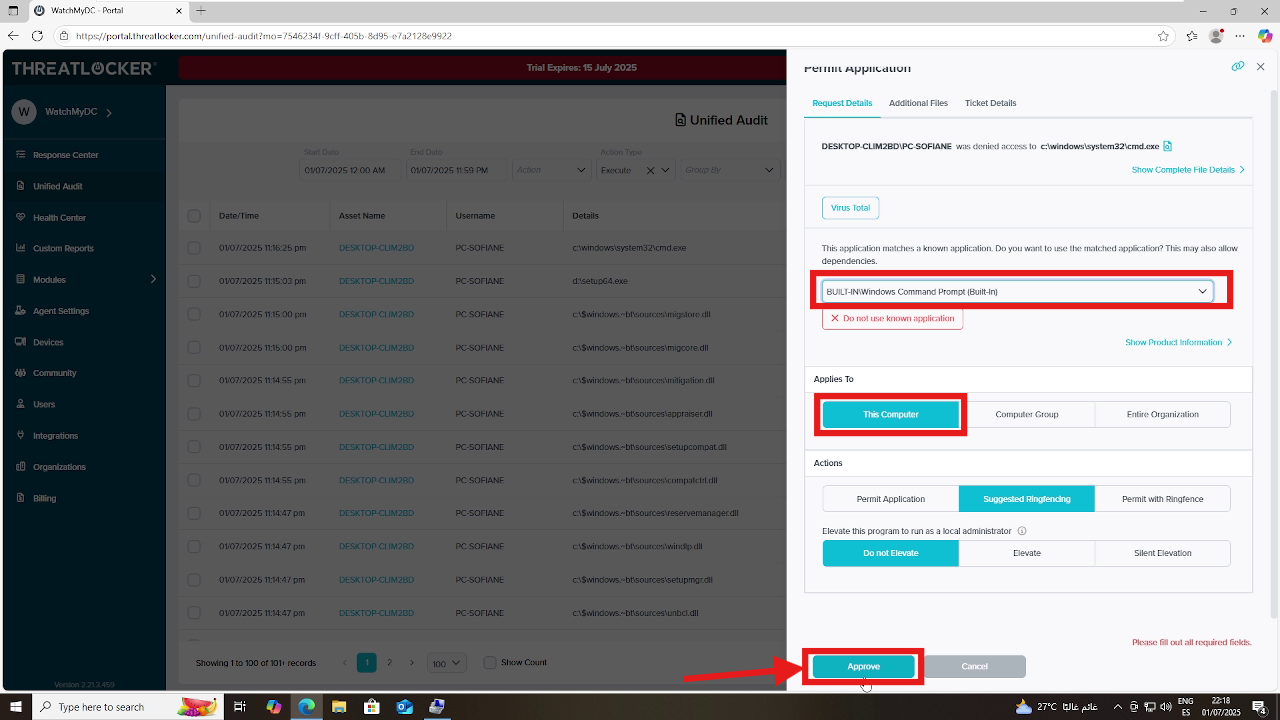 WatchMyDC - Portal
https://portal.threatlocker.com/unified-audit?mo=7546234f-9cff-405b-8d95-e7a2128e9922
THREATLOCKER
Trial Expires: 15 July 2025
W WatchMyDC
Response Center
Unified Audit
Health Center
Custom Reports
Modules
Agent Settings
Devices
Community
Users
Integrations
Organizations
Billing
Version 2.21.3.459
Unified Audit
Start Date End Date Action Type
01/07/2025 12:00 AM 01/07/2025 11:59 PM Action Execute Group By
Date/Time Asset Name Username Details
01/07/2025 11:16:25 pm DESKTOP-CLIM2BD PC-SOFIANE c:\windows\system32\cmd.exe
01/07/2025 11:15:03 pm DESKTOP-CLIM2BD PC-SOFIANE d:\setup64.exe
01/07/2025 11:15:00 pm DESKTOP-CLIM2BD PC-SOFIANE c:\$windows.~bt\sources\migstore.dll
01/07/2025 11:15:00 pm DESKTOP-CLIM2BD PC-SOFIANE c:\$windows.~bt\sources\migcore.dll
01/07/2025 11:14:55 pm DESKTOP-CLIM2BD PC-SOFIANE c:\$windows.~bt\sources\mitigation.dll
01/07/2025 11:14:55 pm DESKTOP-CLIM2BD PC-SOFIANE c:\$windows.~bt\sources\appraiser.dll
01/07/2025 11:14:55 pm DESKTOP-CLIM2BD PC-SOFIANE c:\$windows.~bt\sources\setupcompat.dll
01/07/2025 11:14:55 pm DESKTOP-CLIM2BD PC-SOFIANE c:\$windows.~bt\sources\compatctrl.dll
01/07/2025 11:14:47 pm DESKTOP-CLIM2BD PC-SOFIANE c:\$windows.~bt\sources\reservemanager.dll
01/07/2025 11:14:47 pm DESKTOP-CLIM2BD PC-SOFIANE c:\$windows.~bt\sources\windlp.dll
01/07/2025 11:14:47 pm DESKTOP-CLIM2BD PC-SOFIANE c:\$windows.~bt\sources\setupmgr.dll
01/07/2025 11:14:47 pm DESKTOP-CLIM2BD PC-SOFIANE c:\$windows.~bt\sources\unbcl.dll
Showing 1 to 100 of 101+ records 1 2 100 Show Count
Permit Application
Request Details Additional Files Ticket Details
DESKTOP-CLIM2BD\PC-SOFIANE was denied access to c:\windows\system32\cmd.exe
Show Complete File Details
Virus Total
This application matches a known application. Do you want to use the matched application? This may also allow
dependencies.
BUILT-IN\Windows Command Prompt (Built-In)
Do not use known application
Show Product Information
Applies To
This Computer Computer Group Entire Organization
Actions
Permit Application Suggested Ringfencing Permit with Ringfence
Elevate this program to run as a local administrator
Do not Elevate Elevate Silent Elevation
Please fill out all required fields.
Approve Cancel
Type here to search
ES
22:18
01/07/2025